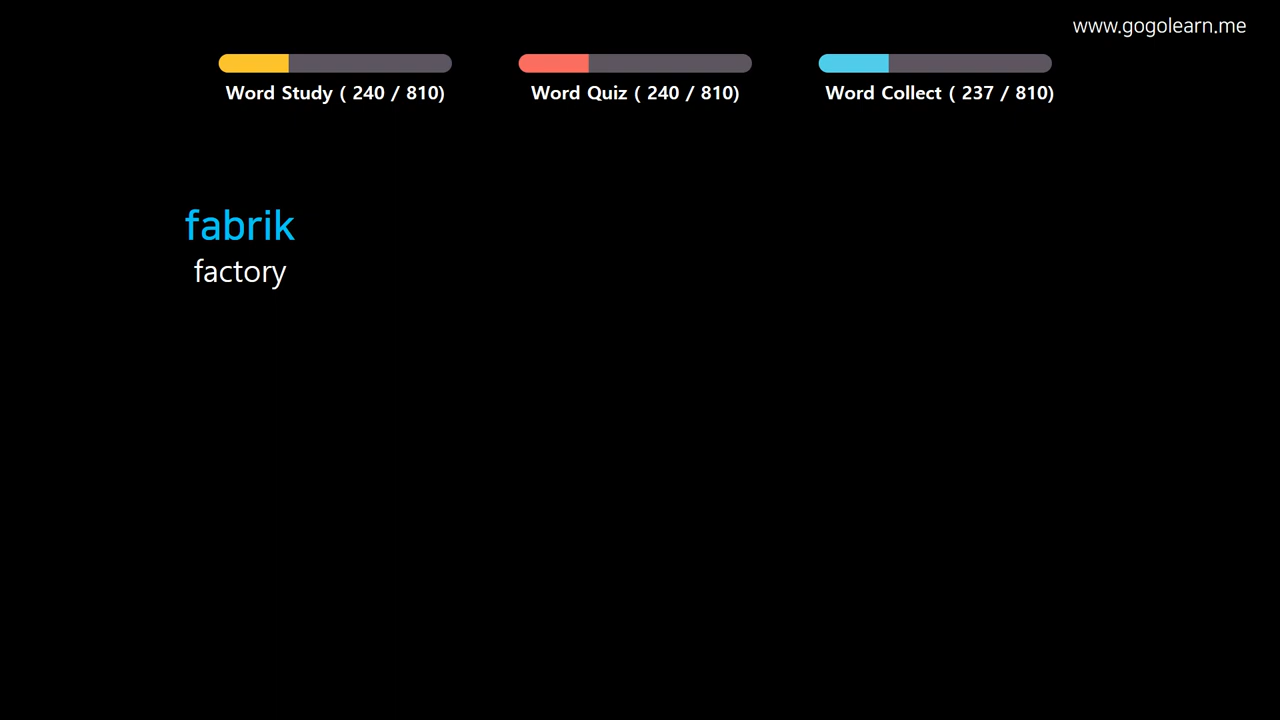 www.gogolearn.me
Word Study ( 240 / 810)
Word Quiz ( 240 / 810)
Word Collect ( 237 / 810)
fabrik
factory